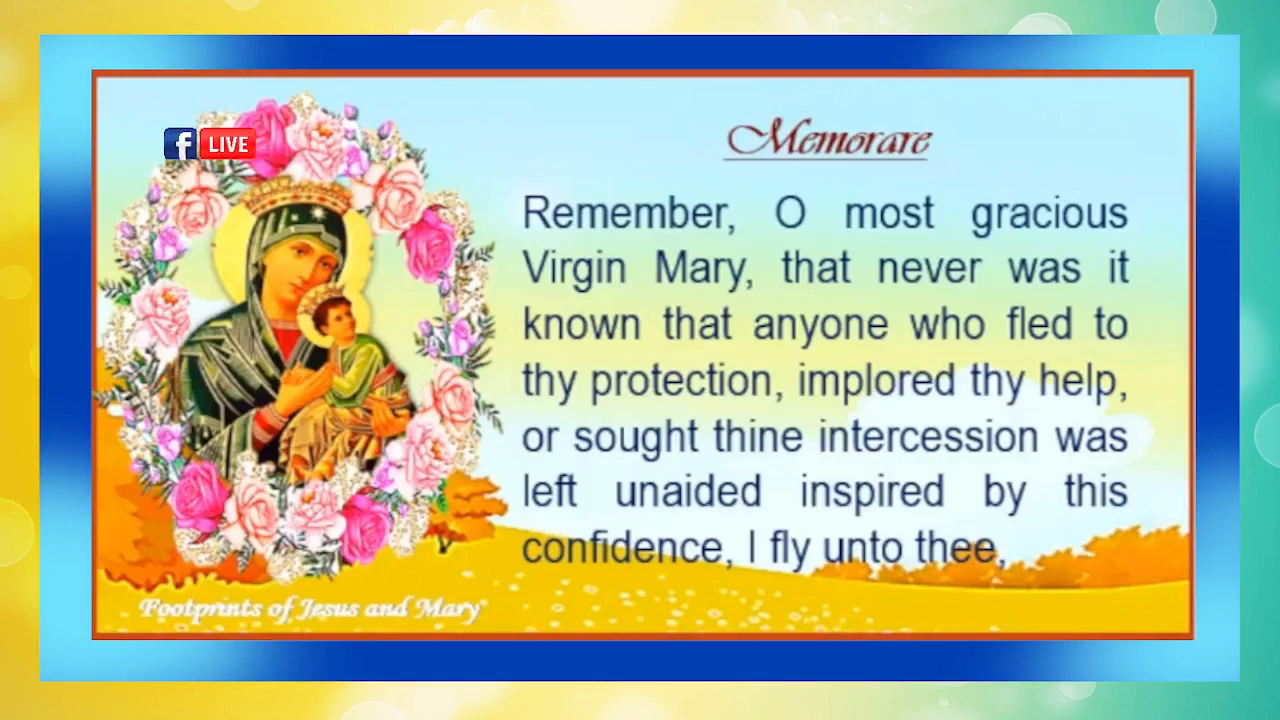 f LIVE
Memorare
Remember, O most gracious
Virgin Mary, that never was it
known that anyone who fled to
thy protection, implored thy help,
or sought thine intercession was
left unaided inspired by this
confidence, I fly unto thee,
Footprints of Jesus and Mary